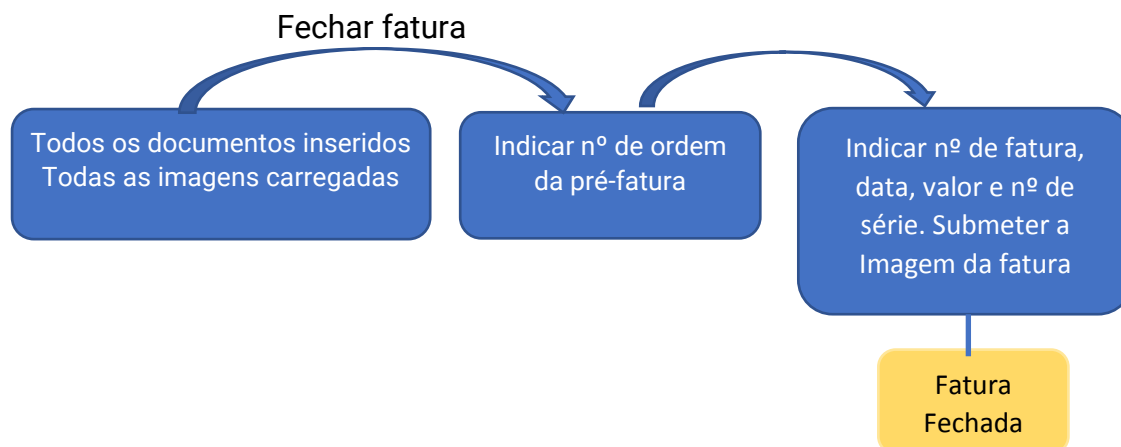 Fechar fatura
Todos os documentos inseridos
Todas as imagens carregadas
Indicar nº de ordem
da pré-fatura
Indicar nº de fatura,
data, valor e nº de
série. Submeter a
Imagem da fatura
Fatura
Fechada